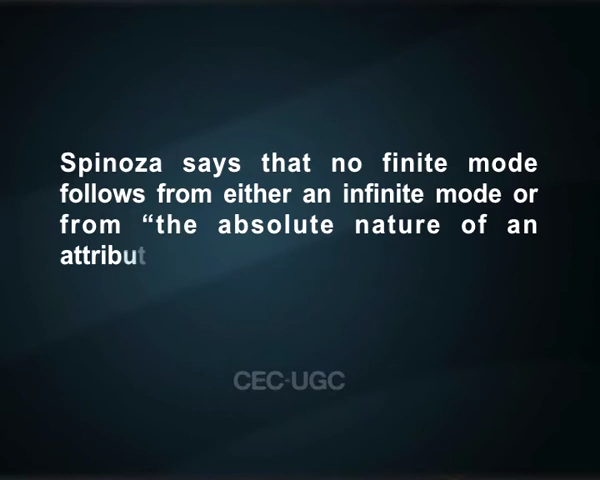 Spinoza says that no finite mode
follows from either an infinite mode or
from “the absolute nature of an
attribut
CEC-UGC